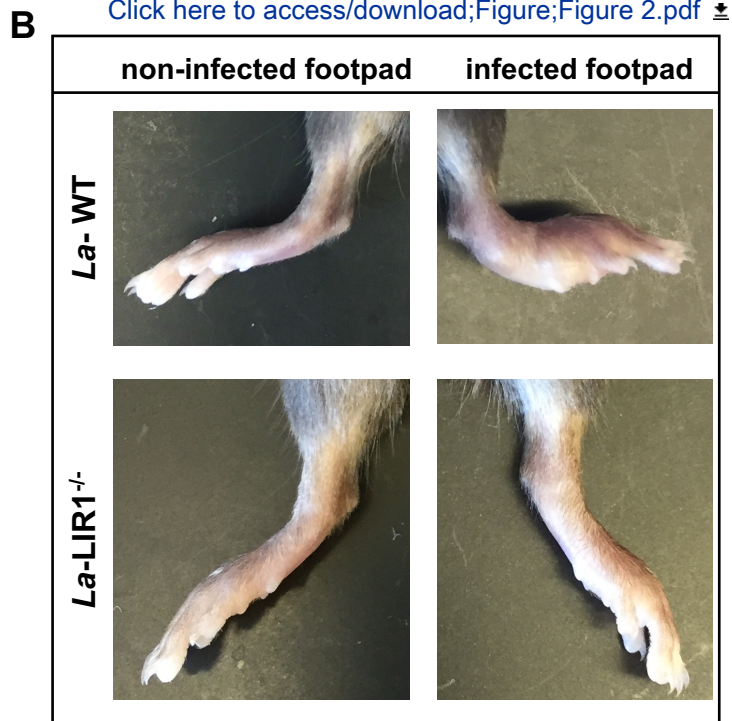 Click here to access/download;Figure;Figure 2.pdf
B
non-infected footpad infected footpad
La- WT
La-LIR1-/-